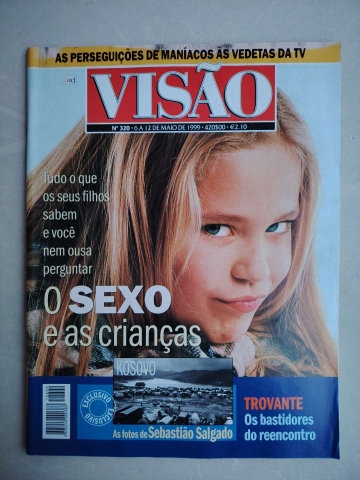 AS PERSEGUIÇÕES DE MANÍACOS ÀS VEDETAS DA TV
VISÃO
Nº 320 • 6 A 12 DE MAIO DE 1999 • 420$00 • €2.10
Tudo o que
os seus filhos
sabem
e você
nem ousa
perguntar
O SEXO
e as crianças
KOSOVO
EXCLUSIVO
EXCLUSIVO
As fotos de Sebastião Salgado
TROVANTE
Os bastidores
do reencontro